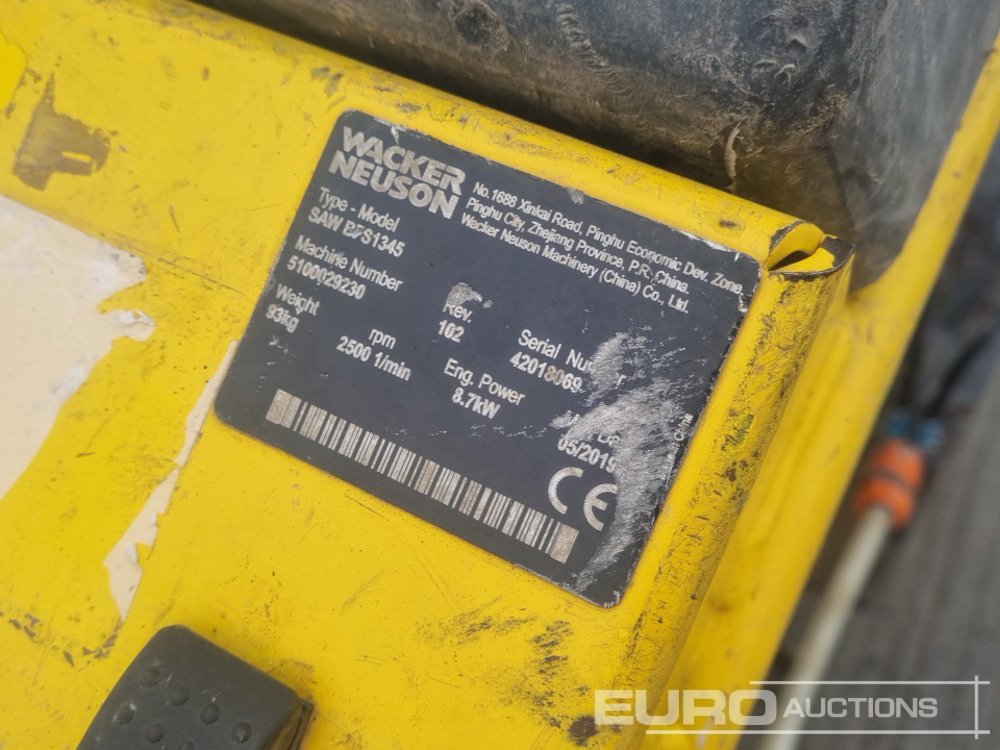 WACKER
NEUSON
No. 1688 Xinkai Road, Pinghu Economic Dev. Zone,
Pinghu City, Zhejiang Province, P.R. China.
Wacker Neuson Machinery (China) Co., Ltd.
Type - Model
SAW BFS1345
Machine Number
5100029230
Rev.
102
Serial Number
42018069
Weight
93kg
rpm
2500 1/min
Eng. Power
8.7kW
05/2019
CE
China
EURO AUCTIONS